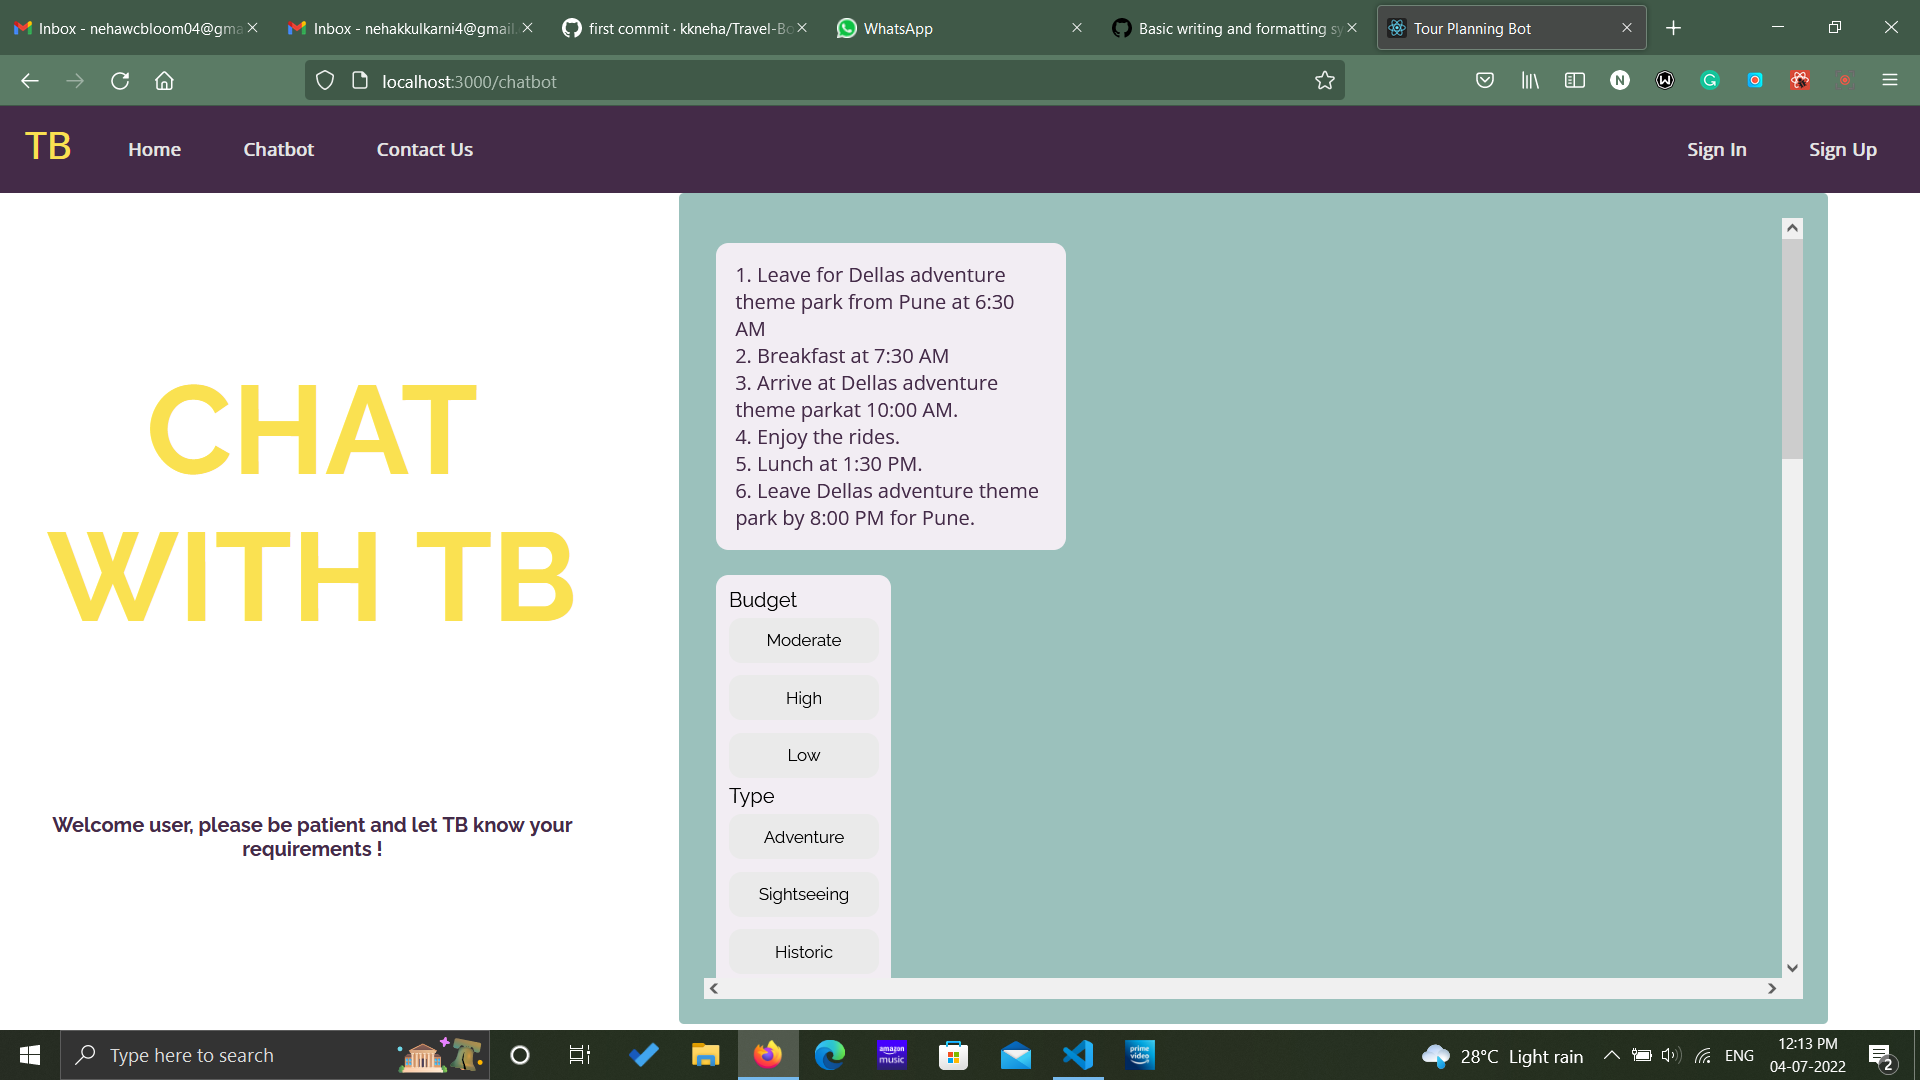 Inbox - nehawcbloom04@gma
Inbox - nehakkulkarni4@gmail.
first commit · kkneha/Travel-Bo
WhatsApp
Basic writing and formatting sy
Tour Planning Bot
localhost:3000/chatbot
N
W
G
TB
Home
Chatbot
Contact Us
Sign In
Sign Up
CHAT
WITH TB
Welcome user, please be patient and let TB know your
requirements !
1. Leave for Dellas adventure
theme park from Pune at 6:30
AM
2. Breakfast at 7:30 AM
3. Arrive at Dellas adventure
theme parkat 10:00 AM.
4. Enjoy the rides.
5. Lunch at 1:30 PM.
6. Leave Dellas adventure theme
park by 8:00 PM for Pune.
Budget
Moderate
High
Low
Type
Adventure
Sightseeing
Historic
Type here to search
amazon
music
prime
video
28°C Light rain
ENG
12:13 PM
04-07-2022
2